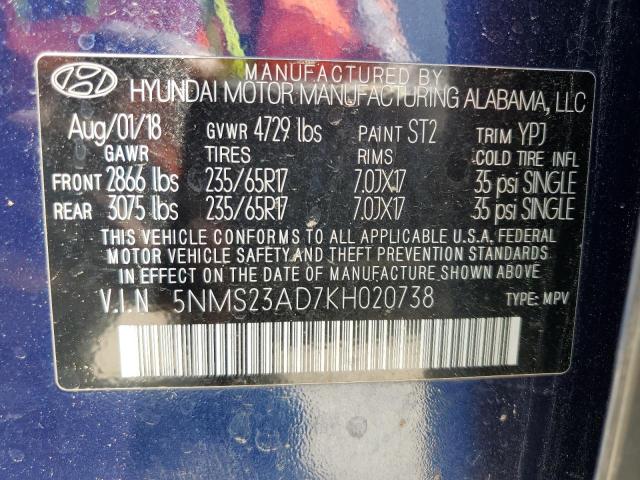 MANUFACTURED BY
HYUNDAI MOTOR MANUFACTURING ALABAMA, LLC
Aug/01/18 GVWR 4729 lbs PAINT ST2 TRIM YPJ
GAWR TIRES RIMS COLD TIRE INFL
FRONT 2866 lbs 235/65R17 7.0JX17 35 psi SINGLE
REAR 3075 lbs 235/65R17 7.0JX17 35 psi SINGLE
THIS VEHICLE CONFORMS TO ALL APPLICABLE U.S.A. FEDERAL
MOTOR VEHICLE SAFETY AND THEFT PREVENTION STANDARDS
IN EFFECT ON THE DATE OF MANUFACTURE SHOWN ABOVE.
V.I.N 5NMS23AD7KH020738 TYPE: MPV